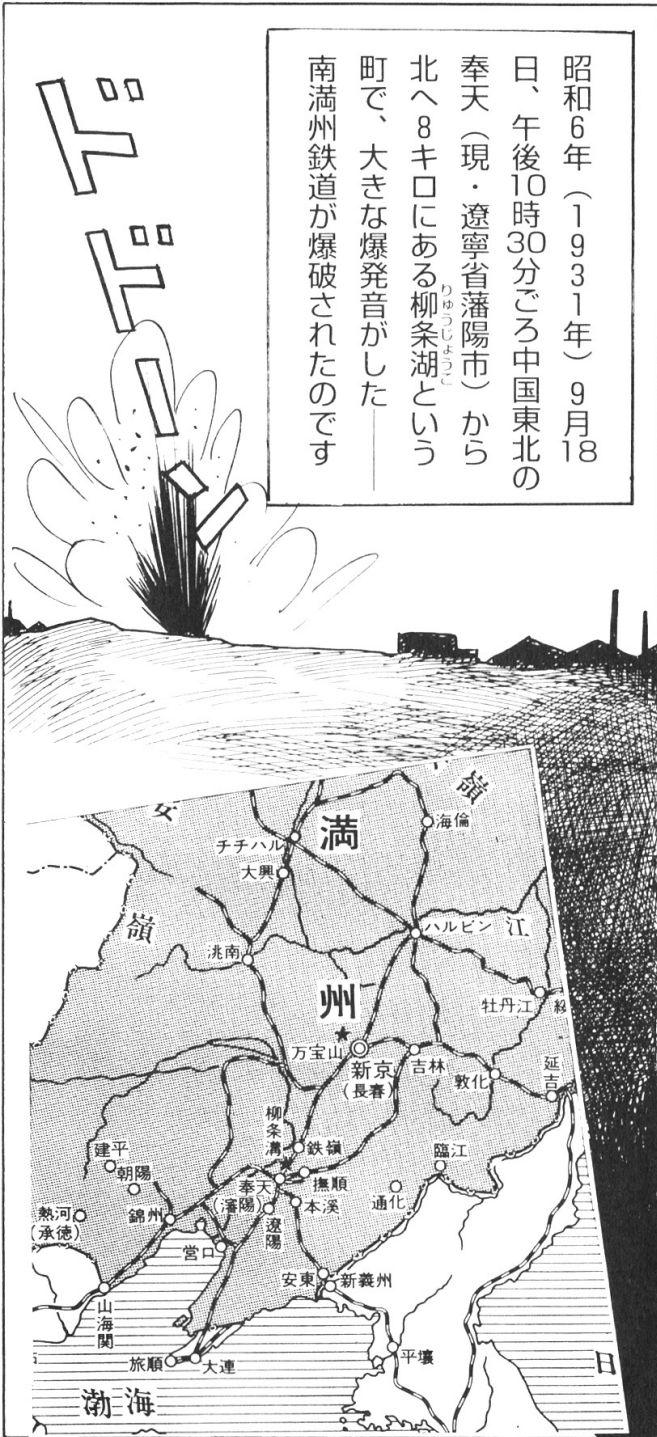 昭和6年（1931年）9月18
日、午後10時30分ごろ中国東北の
奉天（現・遼寧省藩陽市）から
北へ8キロにある柳条湖という
りゅうじょうこ
町で、大きな爆発音がした――
南満州鉄道が爆破されたのです
ドドーン
安
嶺
満
海倫
チチハル
大興
嶺
洮南
ハルビン
江
牡丹江
州
万宝山
新京
(長春)
吉林
敦化
延吉
柳条溝
鉄嶺
建平
朝陽
奉天
(瀋陽)
撫順
臨江
熱河
(承徳)
錦州
遼陽
本渓
通化
営口
安東
新義州
山海関
旅順
大連
平壌
渤海
日